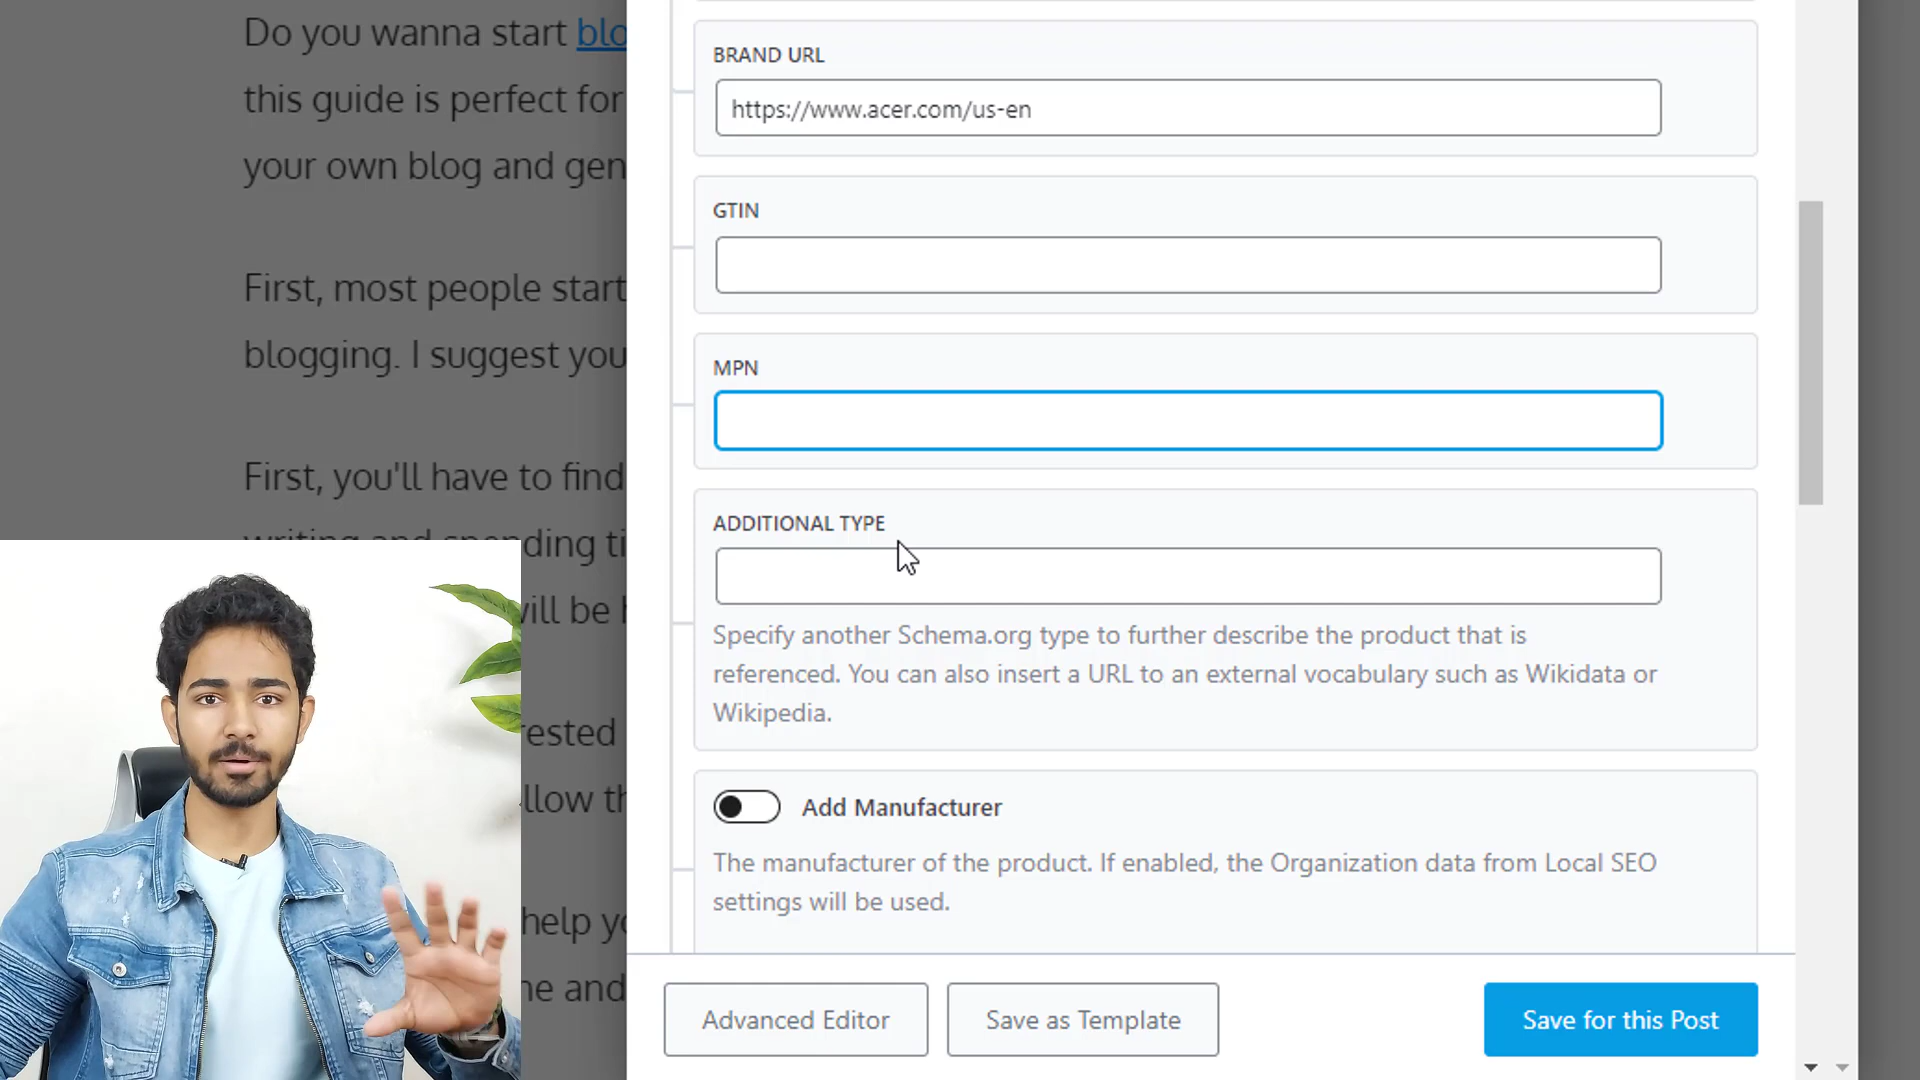 Do you wanna start blo
this guide is perfect for
your own blog and gen
First, most people start
blogging. I suggest you
First, you'll have to find
writing and spending ti
will be
rested
llow th
help yo
ne and
BRAND URL
https://www.acer.com/us-en
GTIN
MPN
ADDITIONAL TYPE
Specify another Schema.org type to further describe the product that is
referenced. You can also insert a URL to an external vocabulary such as Wikidata or
Wikipedia.
Add Manufacturer
The manufacturer of the product. If enabled, the Organization data from Local SEO
settings will be used.
Advanced Editor
Save as Template
Save for this Post